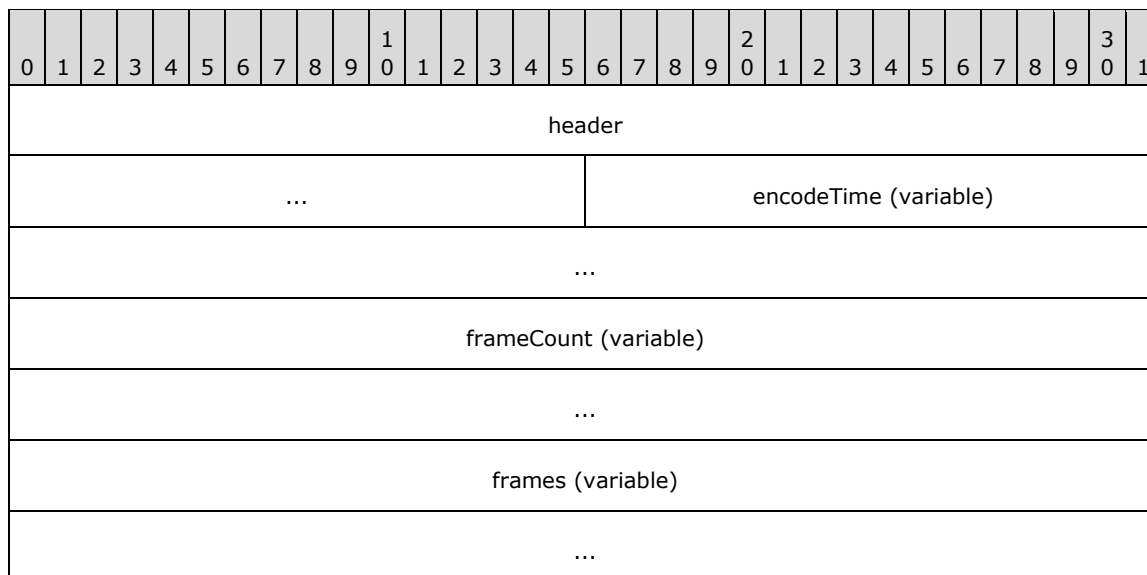 1 2 3
0 1 2 3 4 5 6 7 8 9 0 1 2 3 4 5 6 7 8 9 0 1 2 3 4 5 6 7 8 9 0 1
header
... encodeTime (variable)
...
frameCount (variable)
...
frames (variable)
...